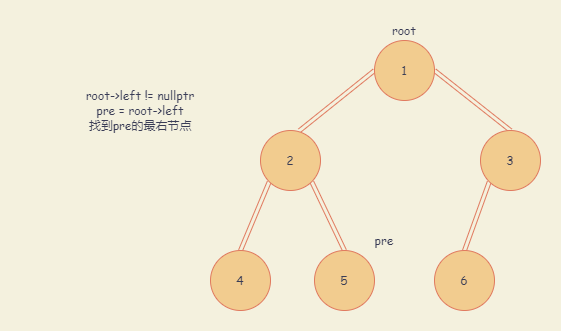 root
1
root->left != nullptr
pre = root->left
找到pre的最右节点
2
3
pre
4
5
6